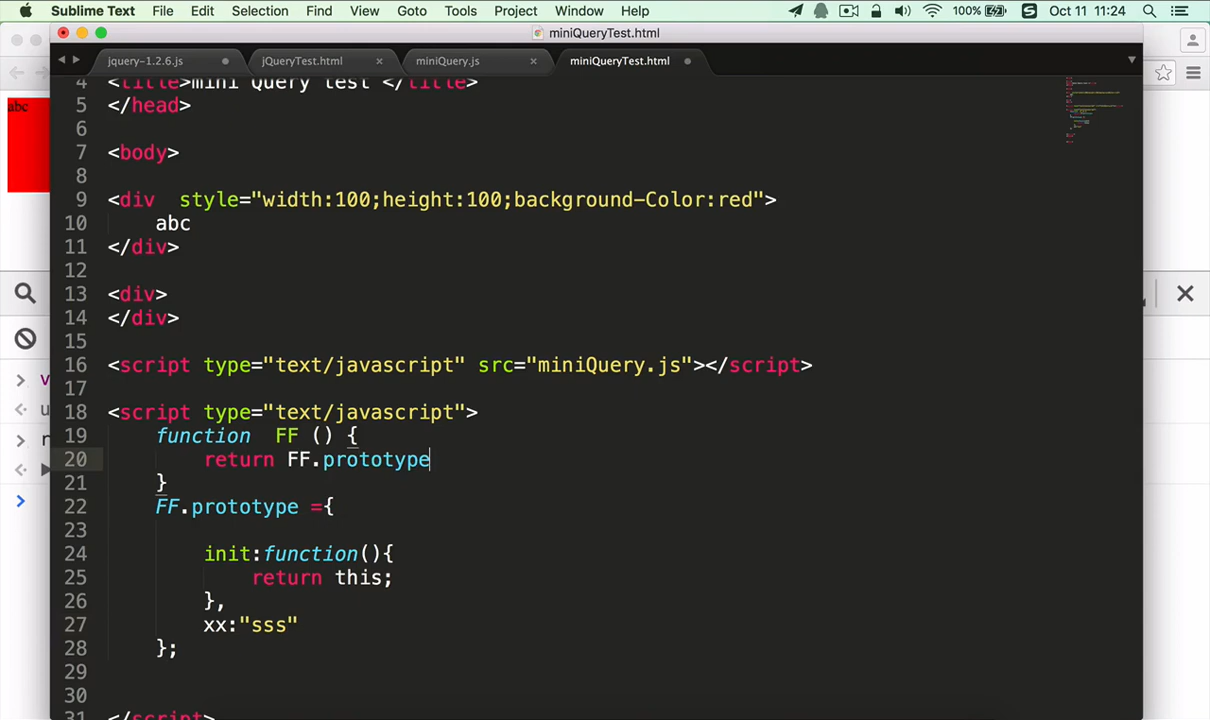 Sublime Text File Edit Selection Find View Goto Tools Project Window Help 100% Oct 11 11:24
miniQueryTest.html
jquery-1.2.6.js jQueryTest.html miniQuery.js miniQueryTest.html
4 <title>mini Query test </title>
5 </head>
6
7 <body>
8
9 <div  style="width:100;height:100;background-Color:red">
10 abc
11 </div>
12
13 <div>
14 </div>
15
16 <script type="text/javascript" src="miniQuery.js"></script>
17
18 <script type="text/javascript">
19 function  FF () {
20 return FF.prototype
21 }
22 FF.prototype ={
23
24 init:function(){
25 return this;
26 },
27 xx:"sss"
28 };
29
30
31 </script>
abc